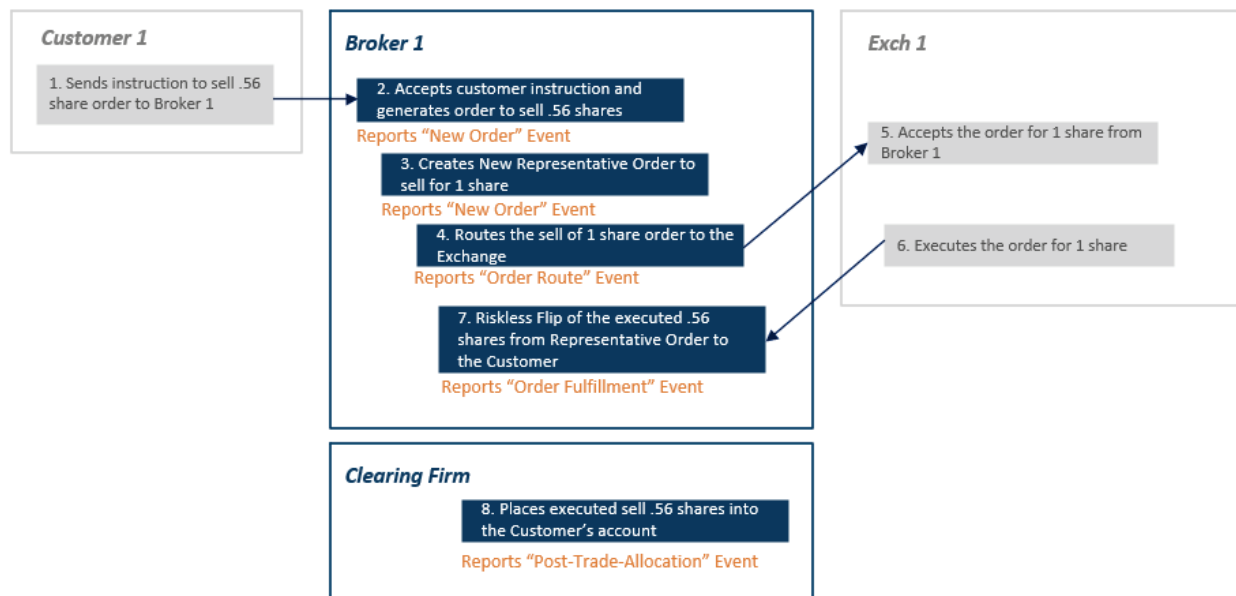 Customer 1
1. Sends instruction to sell .56
share order to Broker 1
Broker 1
2. Accepts customer instruction and
generates order to sell .56 shares
Reports “New Order” Event
3. Creates New Representative Order to
sell for 1 share
Reports “New Order” Event
4. Routes the sell of 1 share order to the
Exchange
Reports “Order Route” Event
7. Riskless Flip of the executed .56
shares from Representative Order to
the Customer
Reports “Order Fulfillment” Event
Exch 1
5. Accepts the order for 1 share from
Broker 1
6. Executes the order for 1 share
Clearing Firm
8. Places executed sell .56 shares into
the Customer’s account
Reports “Post-Trade-Allocation” Event